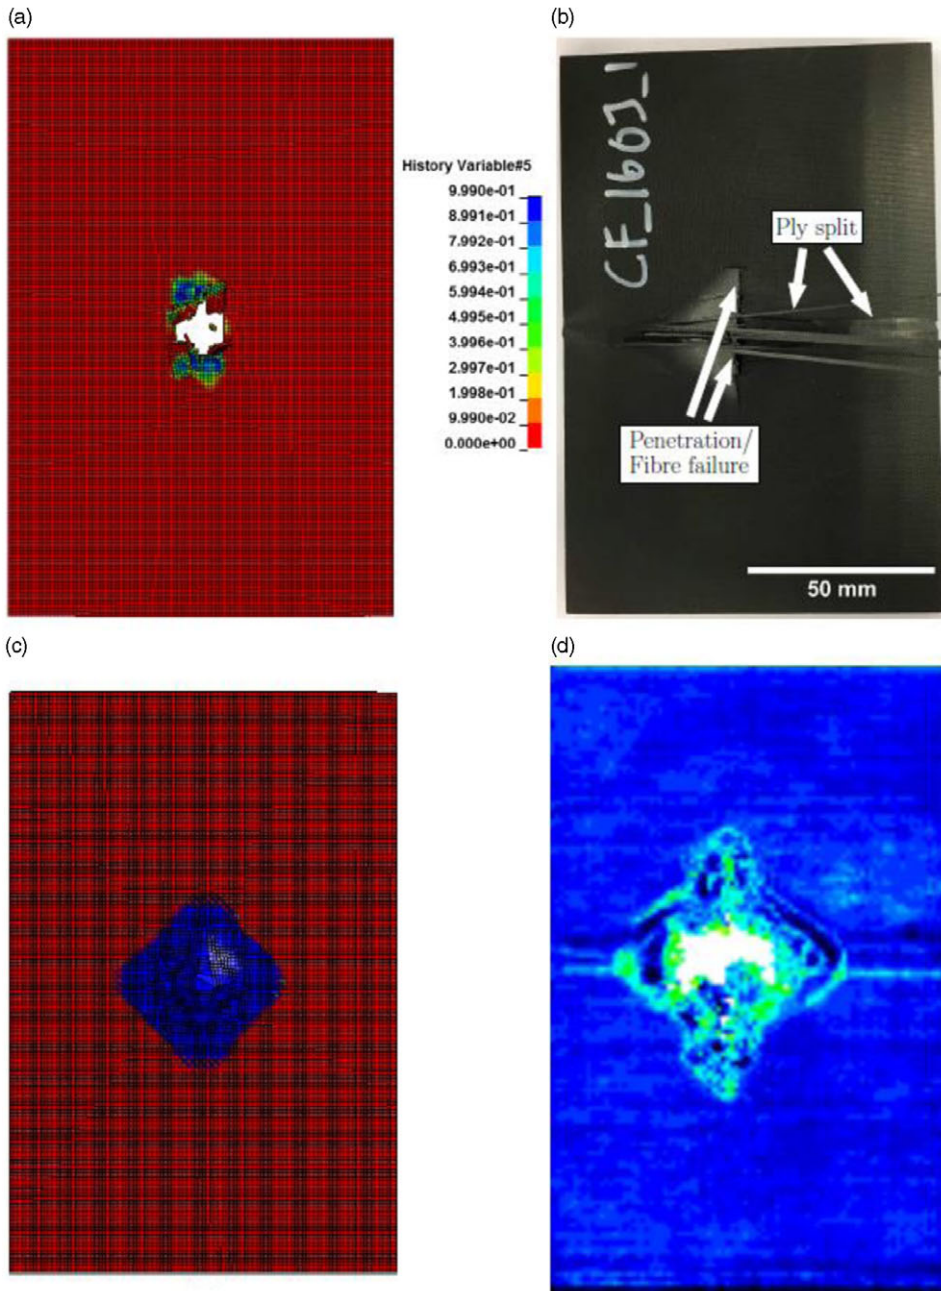 (a)
(b)
History Variable#5
9.990e-01
8.991e-01
7.992e-01
6.993e-01
5.994e-01
4.995e-01
3.996e-01
2.997e-01
1.998e-01
9.990e-02
0.000e+00
CF_160J_1
Ply split
Penetration/
Fibre failure
50 mm
(c)
(d)